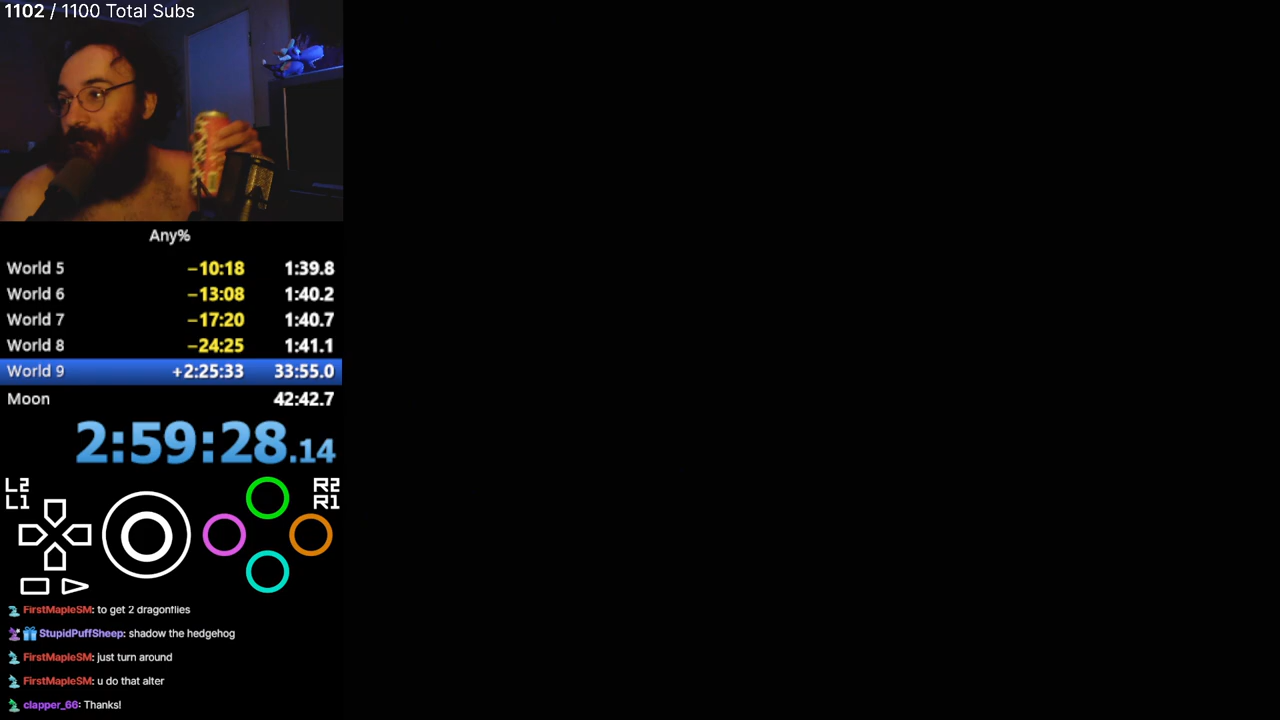 1102 / 1100 Total Subs
Any%
World 5 −10:18 1:39.8
World 6 −13:08 1:40.2
World 7 −17:20 1:40.7
World 8 −24:25 1:41.1
World 9 +2:25:33 33:55.0
Moon 42:42.7
2:59:28.14
L2 R2
L1 R1
FirstMapleSM: to get 2 dragonflies
StupidPuffSheep: shadow the hedgehog
FirstMapleSM: just turn around
FirstMapleSM: u do that alter
clapper_66: Thanks!